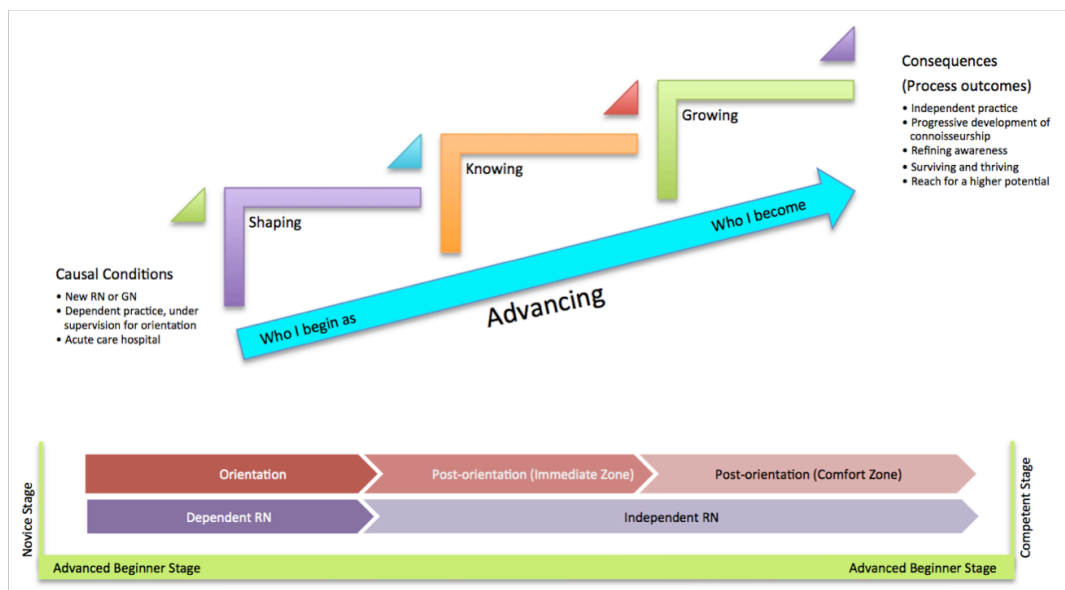 Consequences
(Process outcomes)
• Independent practice
• Progressive development of
connoisseurship
• Refining awareness
• Surviving and thriving
• Reach for a higher potential
Growing
Knowing
Shaping
Who I become
Causal Conditions
• New RN or GN
• Dependent practice, under
supervision for orientation
• Acute care hospital
Who I begin as
Advancing
Novice Stage
Orientation
Post-orientation (Immediate Zone)
Post-orientation (Comfort Zone)
Dependent RN
Independent RN
Competent Stage
Advanced Beginner Stage
Advanced Beginner Stage